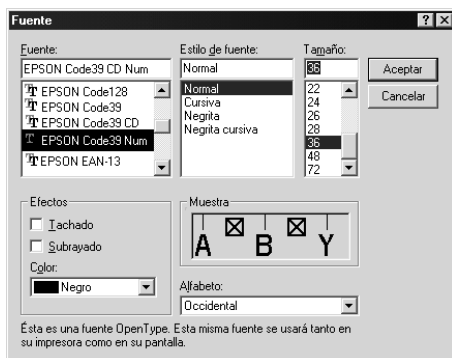 Fuente
Fuente:
EPSON Code39 CD Num
EPSON Code128
EPSON Code39
EPSON Code39 CD
EPSON Code39 Num
EPSON EAN-13
Estilo de fuente:
Normal
Normal
Cursiva
Negrita
Negrita cursiva
Tamaño:
36
22
24
26
28
36
48
72
Aceptar
Cancelar
Efectos
Tachado
Subrayado
Color:
Negro
Muestra
A B Y
Alfabeto:
Occidental
Ésta es una fuente OpenType. Esta misma fuente se usará tanto en
su impresora como en su pantalla.